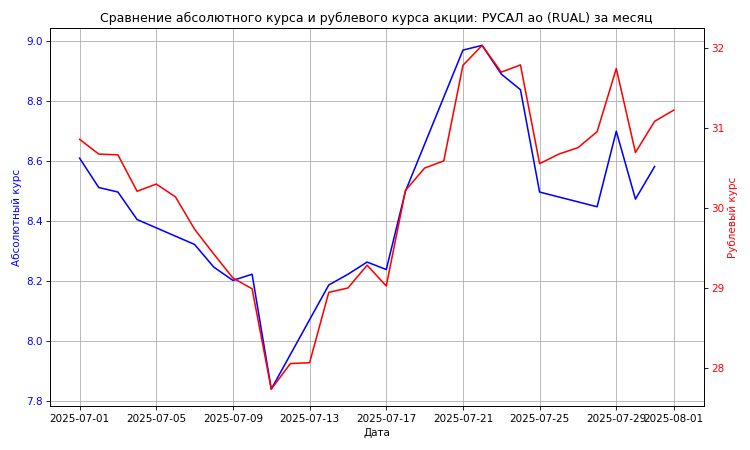 Сравнение абсолютного курса и рублевого курса акции: РУСАЛ ао (RUAL) за месяц
9.0
8.8
8.6
8.4
8.2
8.0
7.8
Абсолютный курс
32
31
30
29
28
Рублевый курс
2025-07-01 2025-07-05 2025-07-09 2025-07-13 2025-07-17 2025-07-21 2025-07-25 2025-07-29 2025-08-01
Дата